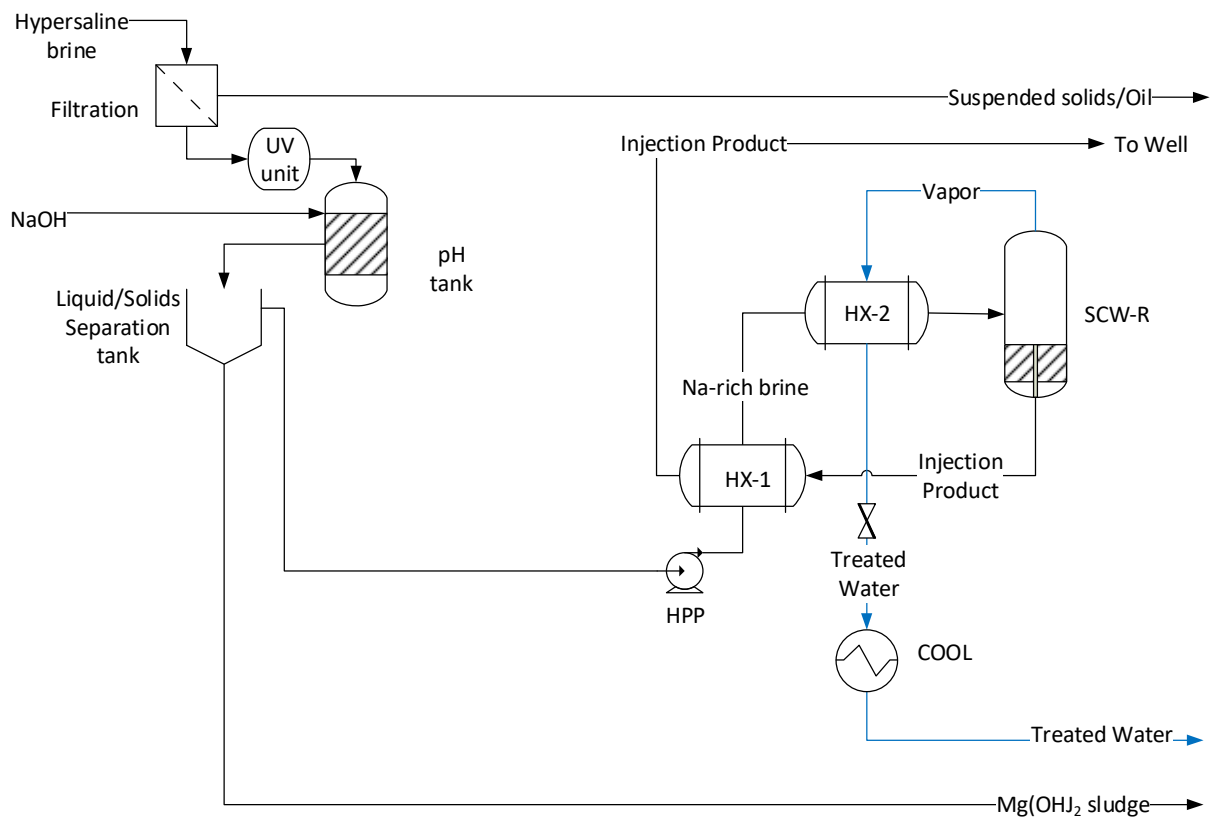 Hypersaline
brine
Filtration
Suspended solids/Oil
UV
unit
Injection Product
To Well
NaOH
Vapor
pH
tank
Liquid/Solids
Separation
tank
HX-2
SCW-R
Na-rich brine
HX-1
Injection
Product
Treated
Water
HPP
COOL
Treated Water
Mg(OHJ₂ sludge